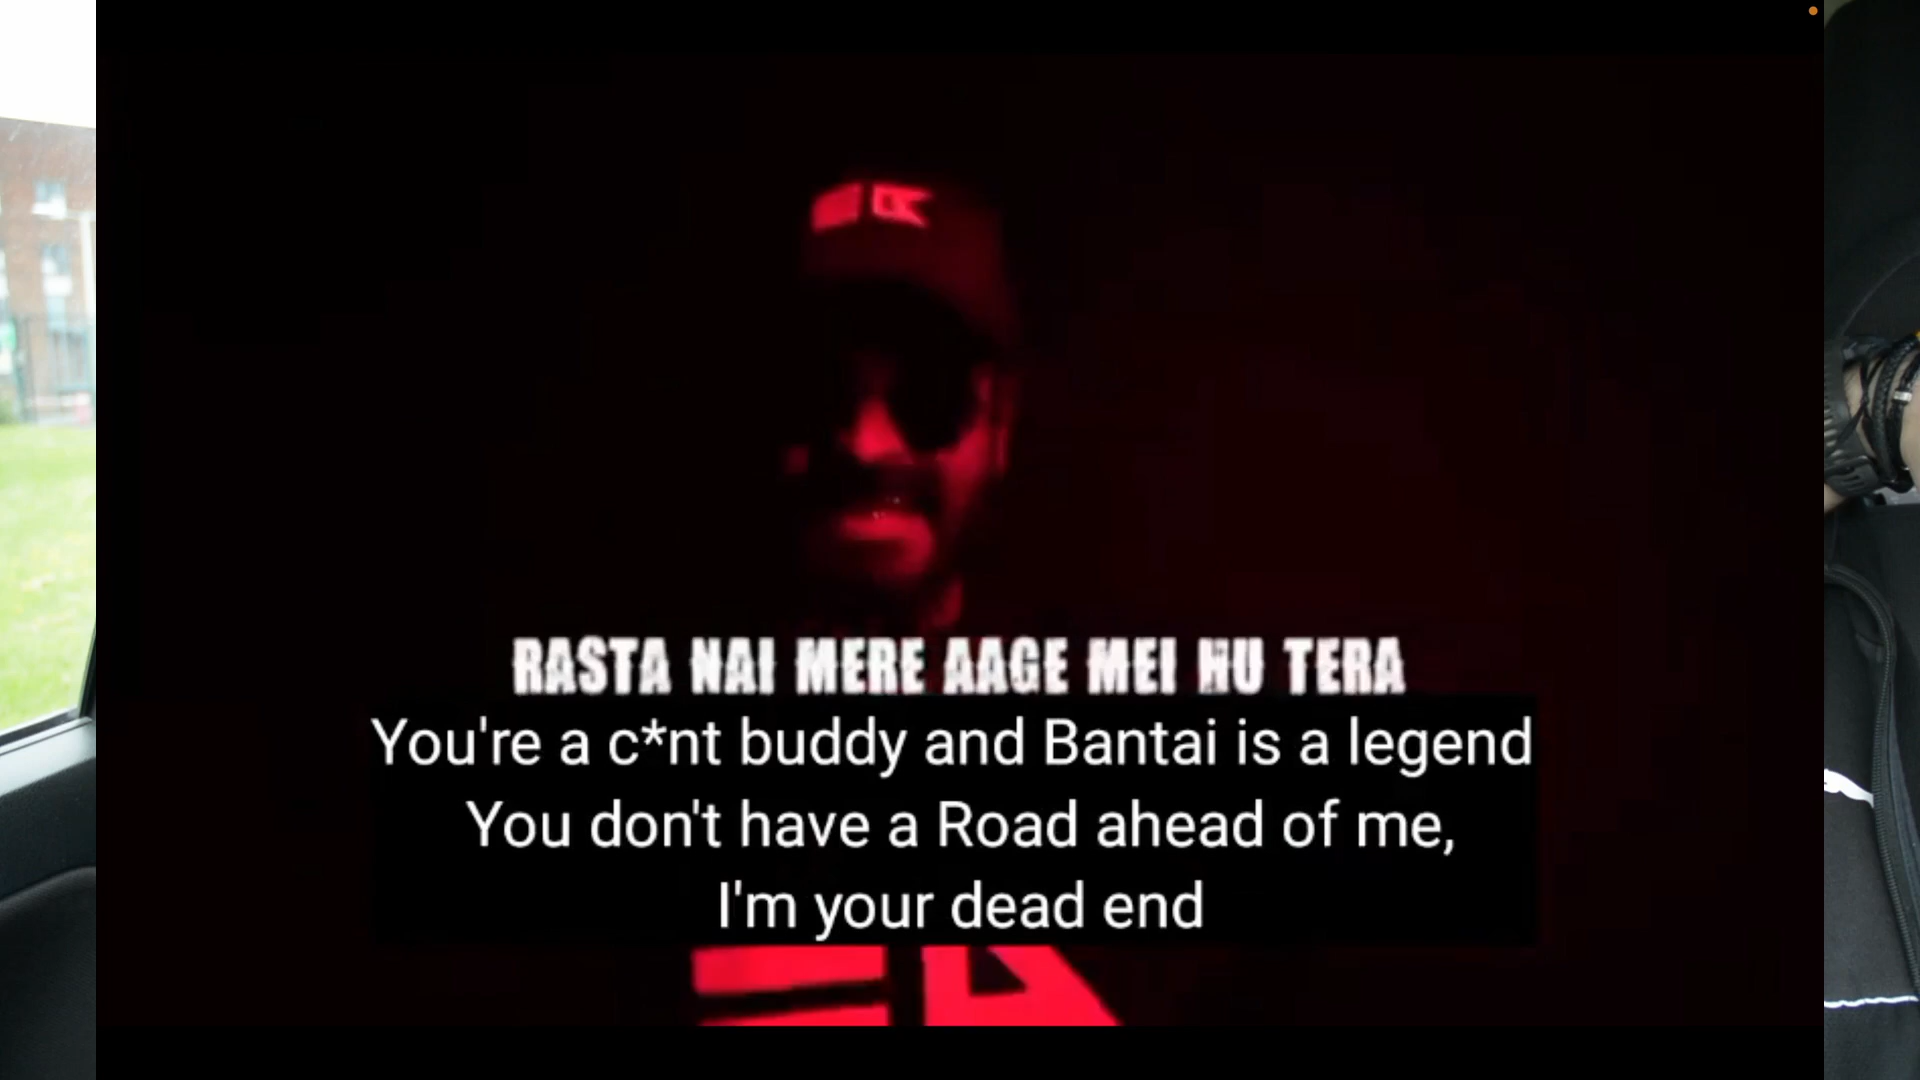 RASTA NAI MERE AAGE MEI HU TERA
You're a c*nt buddy and Bantai is a legend
You don't have a Road ahead of me,
I'm your dead end